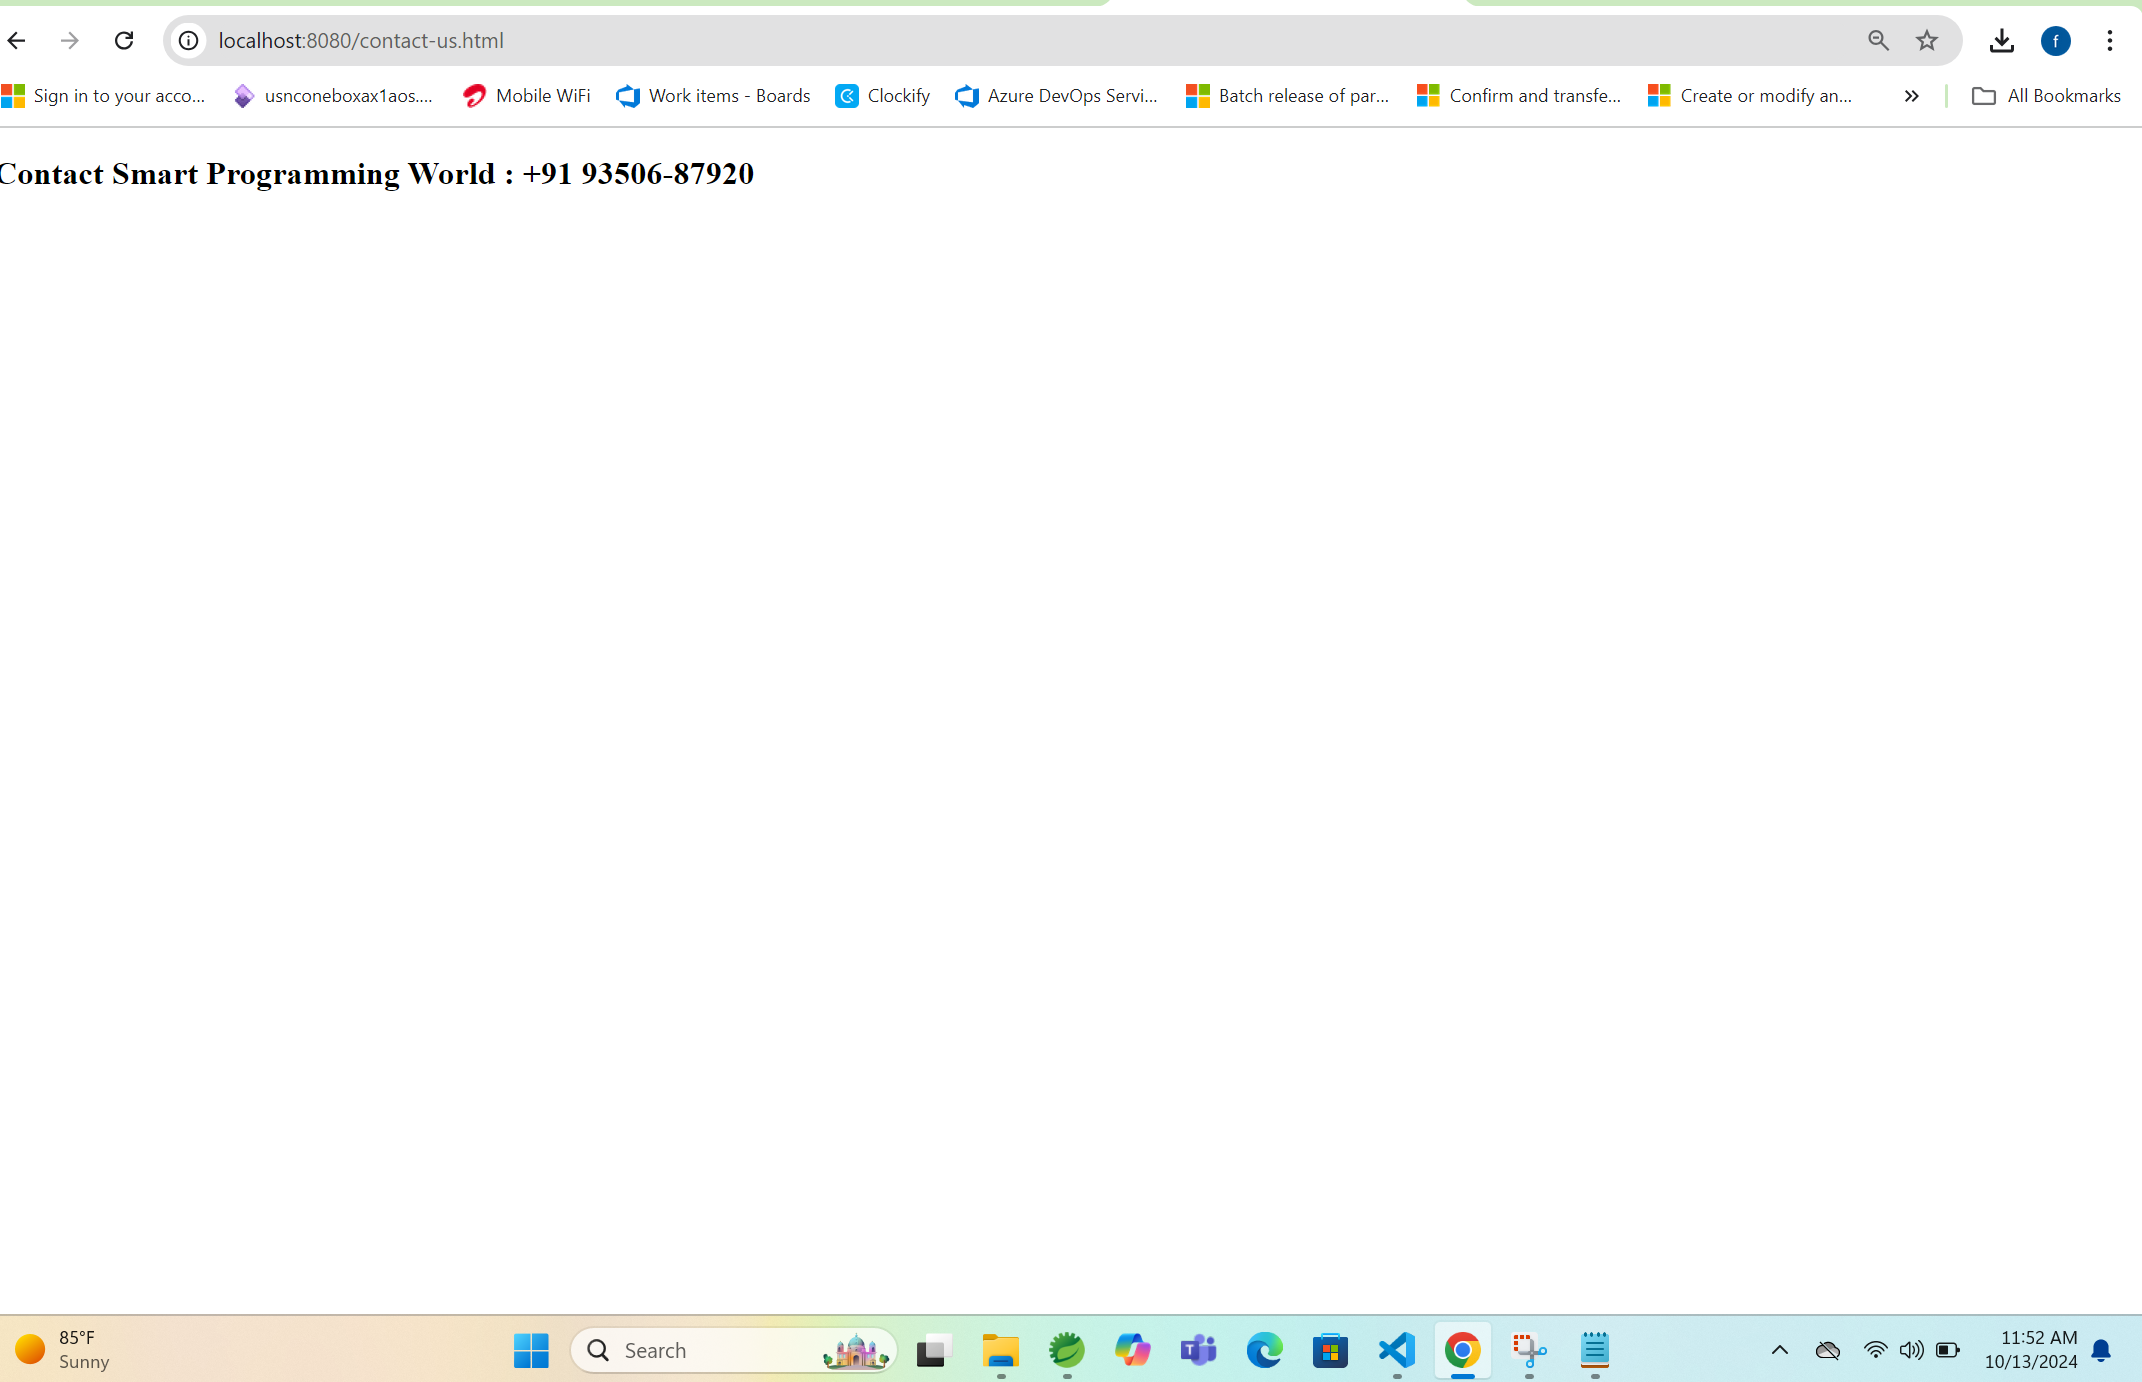 localhost:8080/contact-us.html
Sign in to your acco... usnconeboxax1aos.... Mobile WiFi Work items - Boards Clockify Azure DevOps Servi... Batch release of par... Confirm and transfe... Create or modify an... » All Bookmarks
Contact Smart Programming World : +91 93506-87920
85°F
Sunny
Search
11:52 AM
10/13/2024